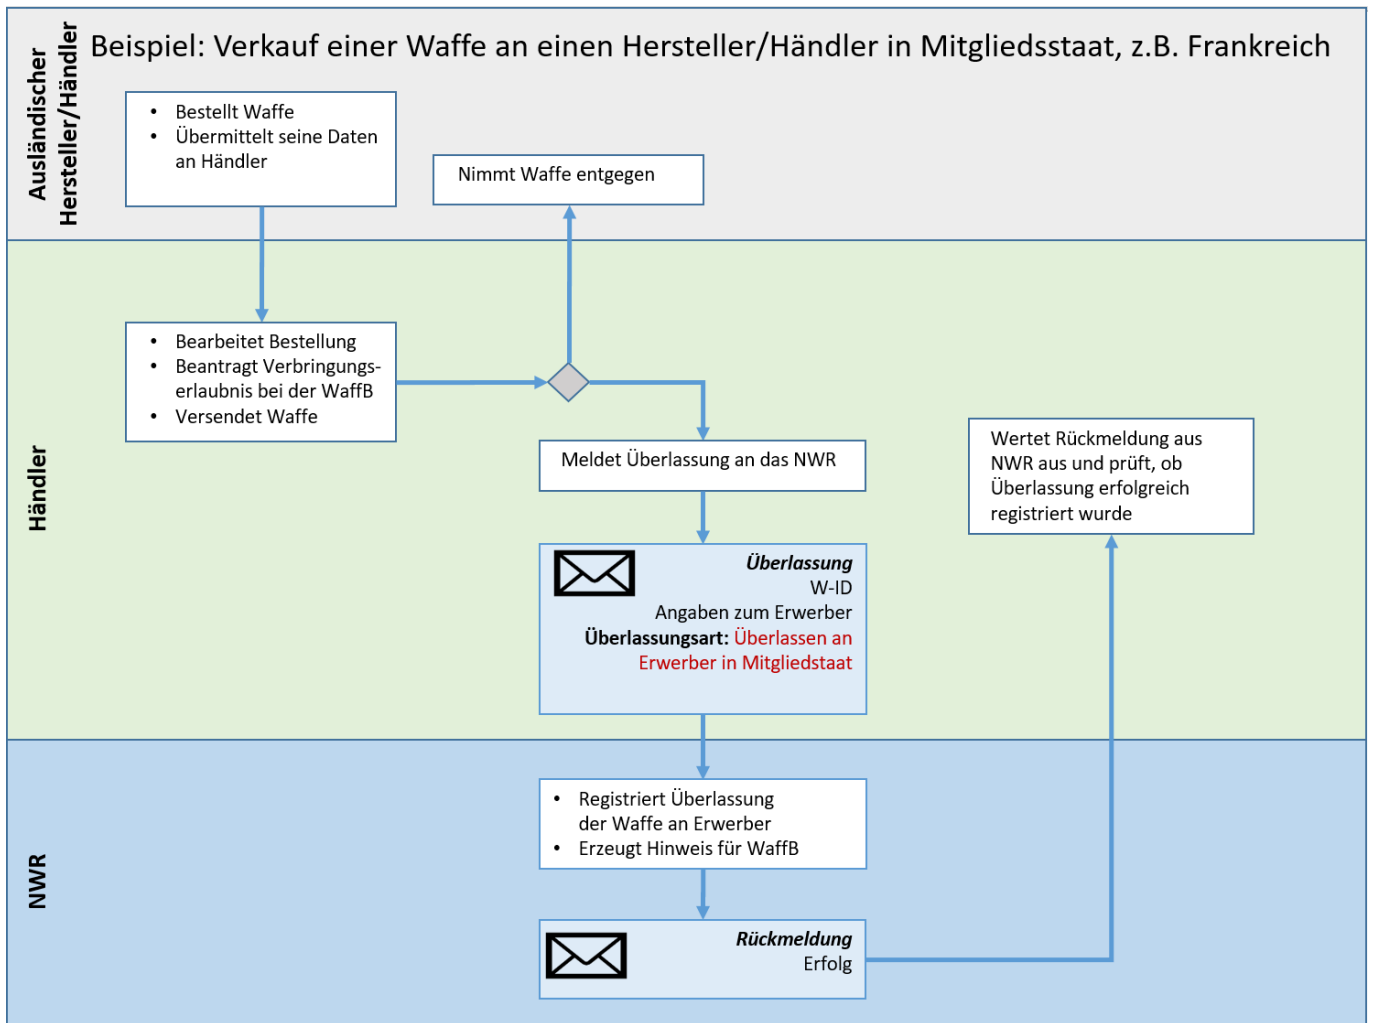 Beispiel: Verkauf einer Waffe an einen Hersteller/Händler in Mitgliedsstaat, z.B. Frankreich
Ausländischer
Hersteller/Händler
• Bestellt Waffe
• Übermittelt seine Daten
an Händler
Nimmt Waffe entgegen
Händler
• Bearbeitet Bestellung
• Beantragt Verbringungs-
erlaubnis bei der WaffB
• Versendet Waffe
Meldet Überlassung an das NWR
Überlassung
W-ID
Angaben zum Erwerber
Überlassungsart: Überlassen an
Erwerber in Mitgliedstaat
Wertet Rückmeldung aus
NWR aus und prüft, ob
Überlassung erfolgreich
registriert wurde
NWR
• Registriert Überlassung
der Waffe an Erwerber
• Erzeugt Hinweis für WaffB
Rückmeldung
Erfolg